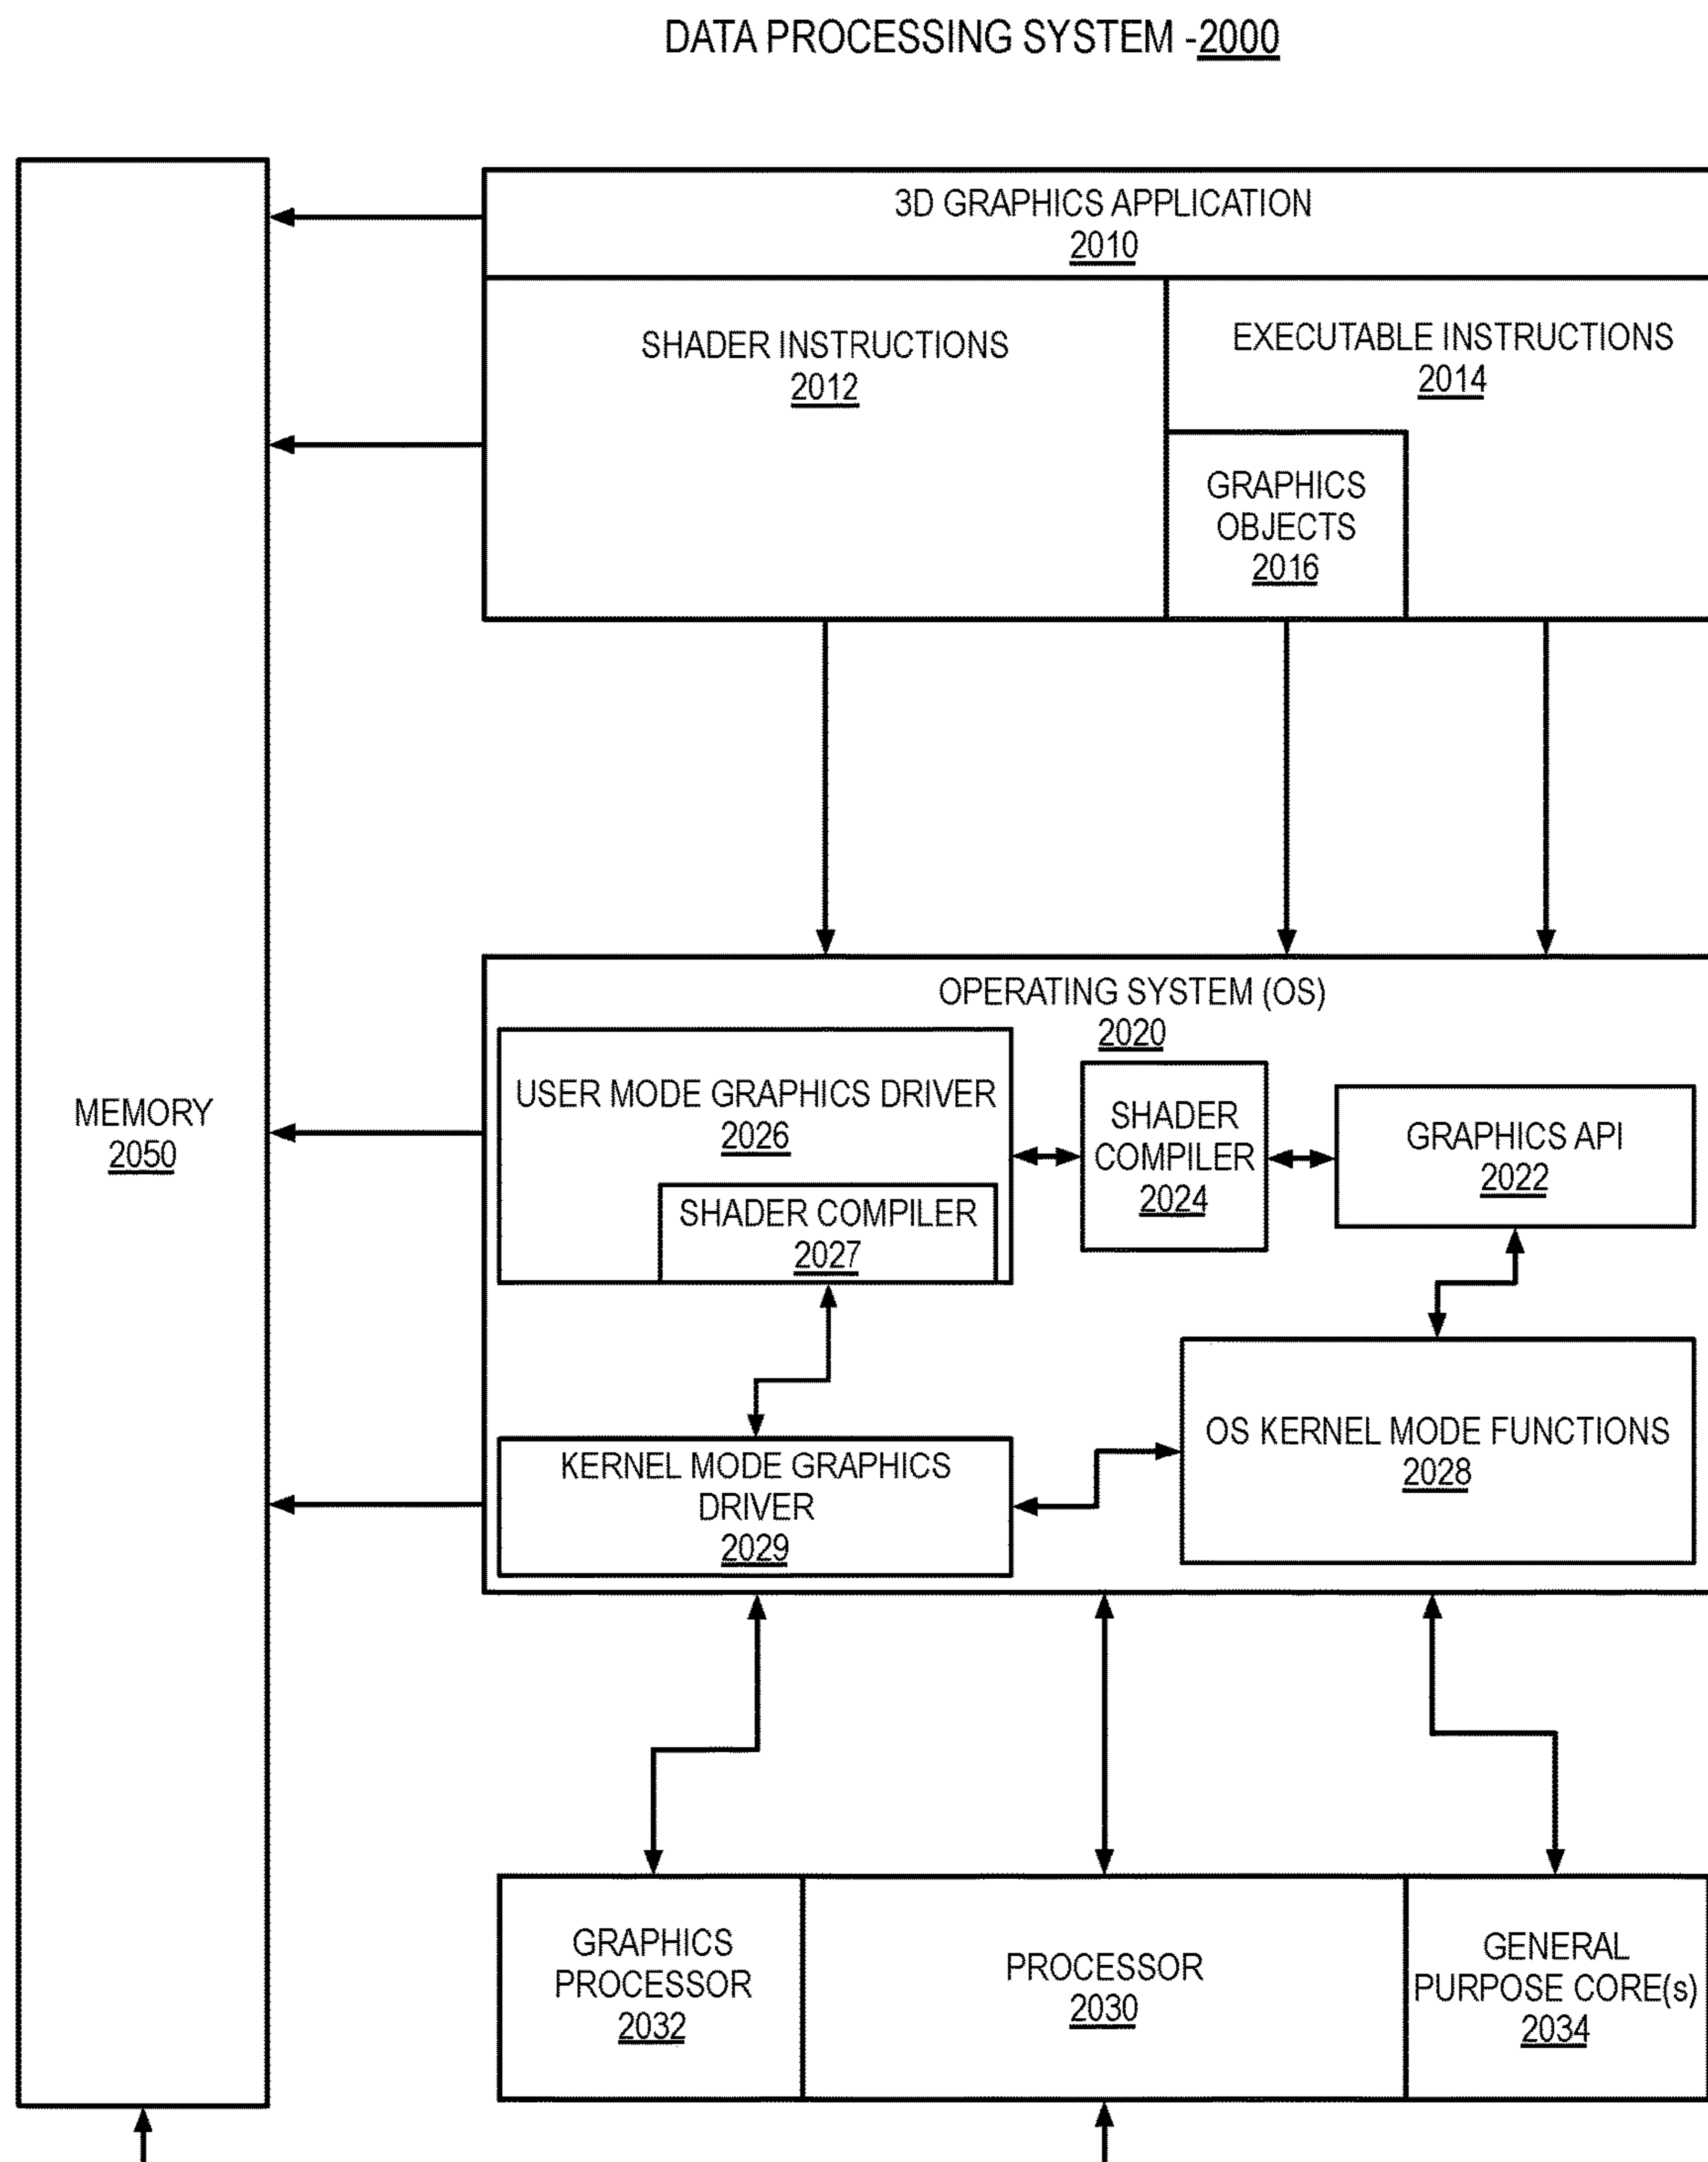 DATA PROCESSING SYSTEM -2000
3D GRAPHICS APPLICATION
2010
SHADER INSTRUCTIONS
2012
EXECUTABLE INSTRUCTIONS
2014
GRAPHICS
OBJECTS
2016
OPERATING SYSTEM (OS)
2020
USER MODE GRAPHICS DRIVER
2026
SHADER COMPILER
2027
SHADER
COMPILER
2024
GRAPHICS API
2022
MEMORY
2050
KERNEL MODE GRAPHICS
DRIVER
2029
OS KERNEL MODE FUNCTIONS
2028
GRAPHICS
PROCESSOR
2032
PROCESSOR
2030
GENERAL
PURPOSE CORE(s)
2034